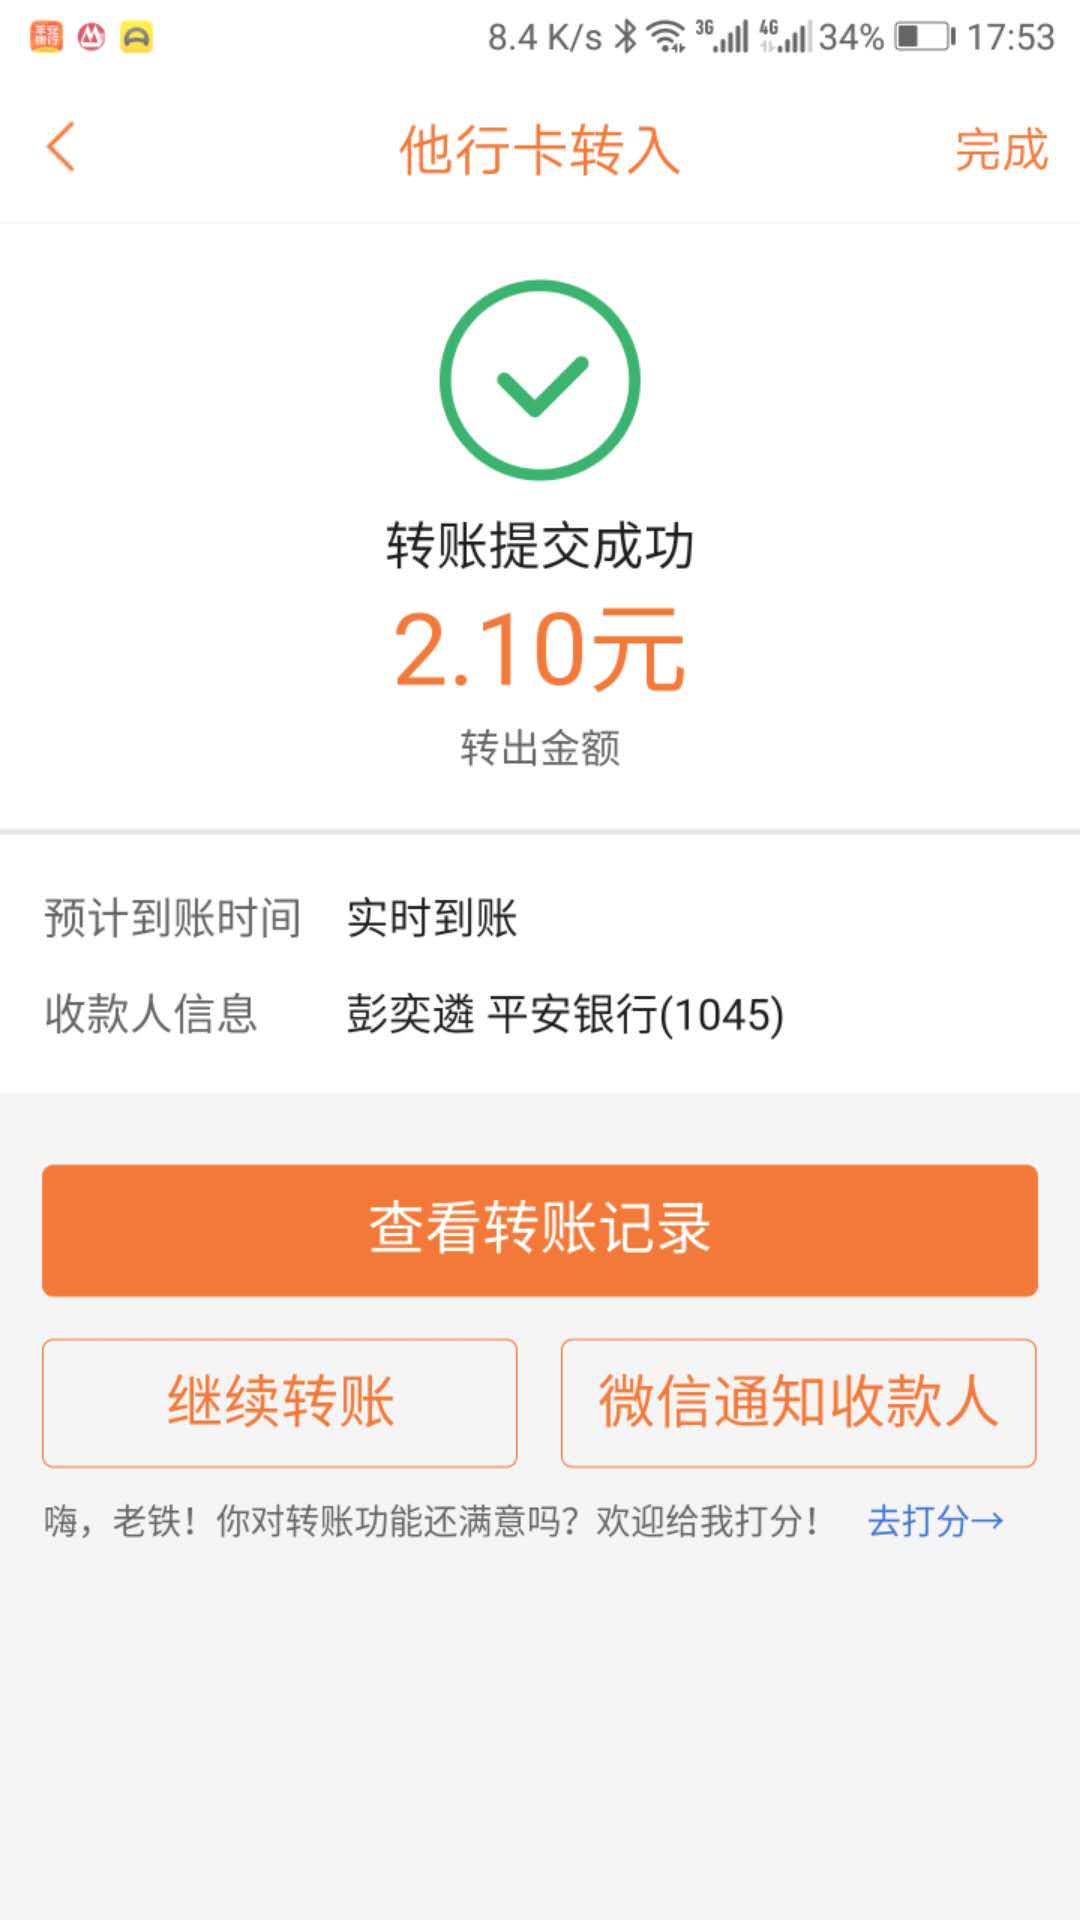 8.4 K/s 3G 4G 34% 17:53
他行卡转入 完成
转账提交成功
2.10元
转出金额
预计到账时间 实时到账
收款人信息 彭奕遴 平安银行(1045)
查看转账记录
继续转账 微信通知收款人
嗨，老铁！你对转账功能还满意吗？欢迎给我打分！ 去打分→